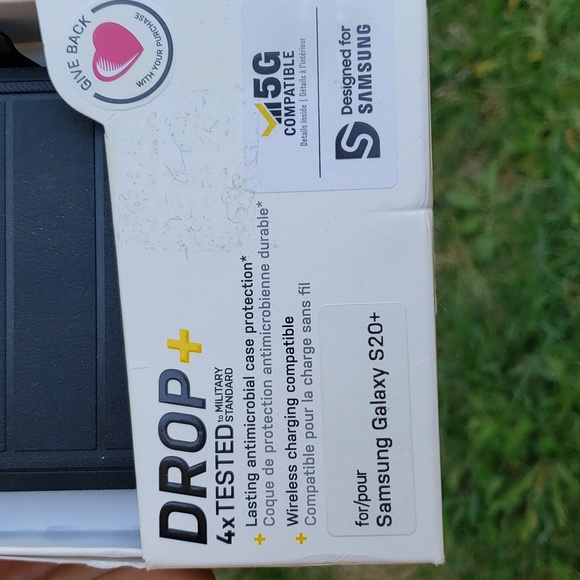 GIVE BACK
WITH YOUR PURCHASE
5G
COMPATIBLE
Details inside | Détails à l'intérieur
Designed for
SAMSUNG
DROP+
4xTESTED to MILITARY
STANDARD
+ Lasting antimicrobial case protection*
Coque de protection antimicrobienne durable*
+ Wireless charging compatible
Compatible pour la charge sans fil
for/pour
Samsung Galaxy S20+